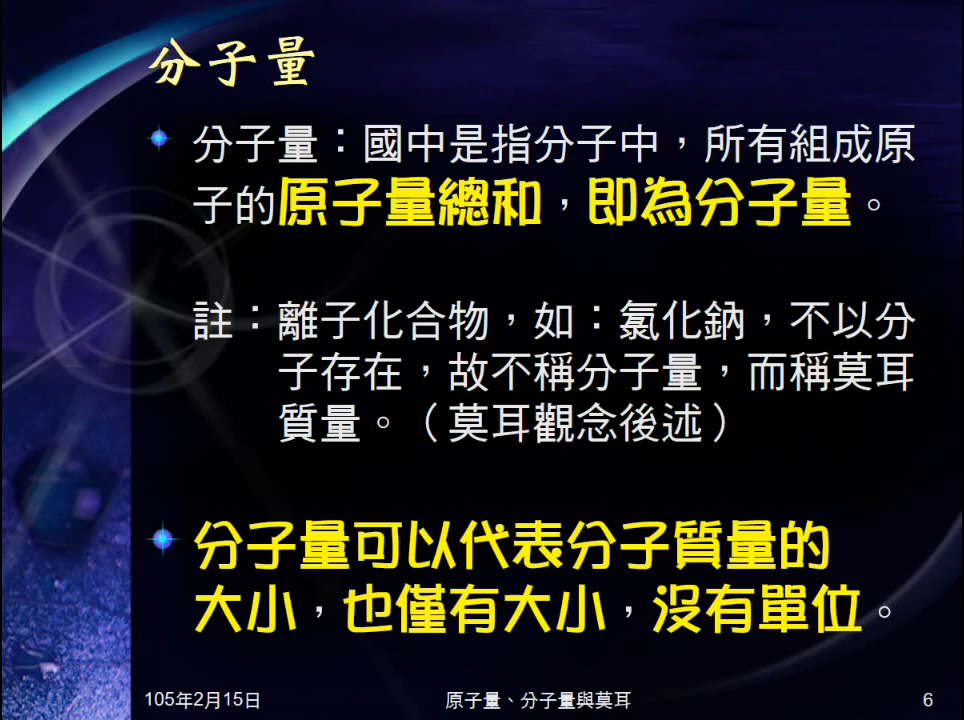 分子量
分子量：國中是指分子中，所有組成原
子的原子量總和，即為分子量。
註：離子化合物，如：氯化鈉，不以分
子存在，故不稱分子量，而稱莫耳
質量。（莫耳觀念後述）
分子量可以代表分子質量的
大小，也僅有大小，沒有單位。
105年2月15日
原子量、分子量與莫耳
6